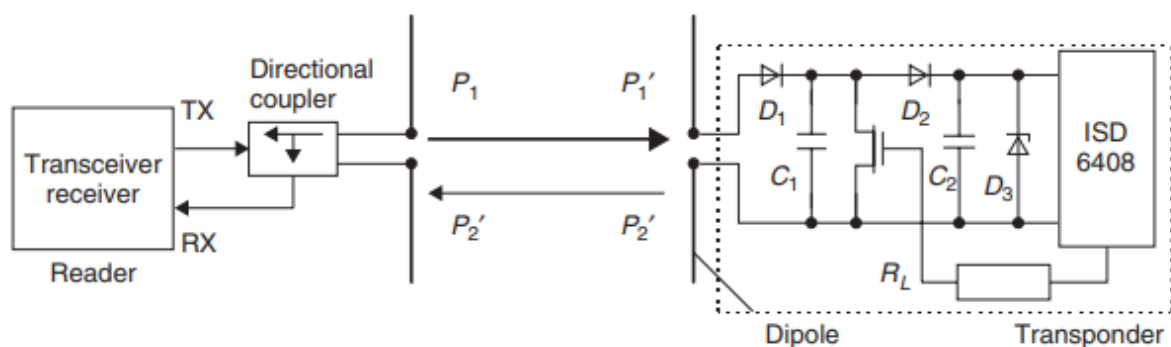 Directional
coupler
TX
Transceiver
receiver
RX
Reader
P₁
P₁′
P₂′
P₂′
D₁
D₂
C₁
C₂
D₃
ISD
6408
R_L
Dipole
Transponder